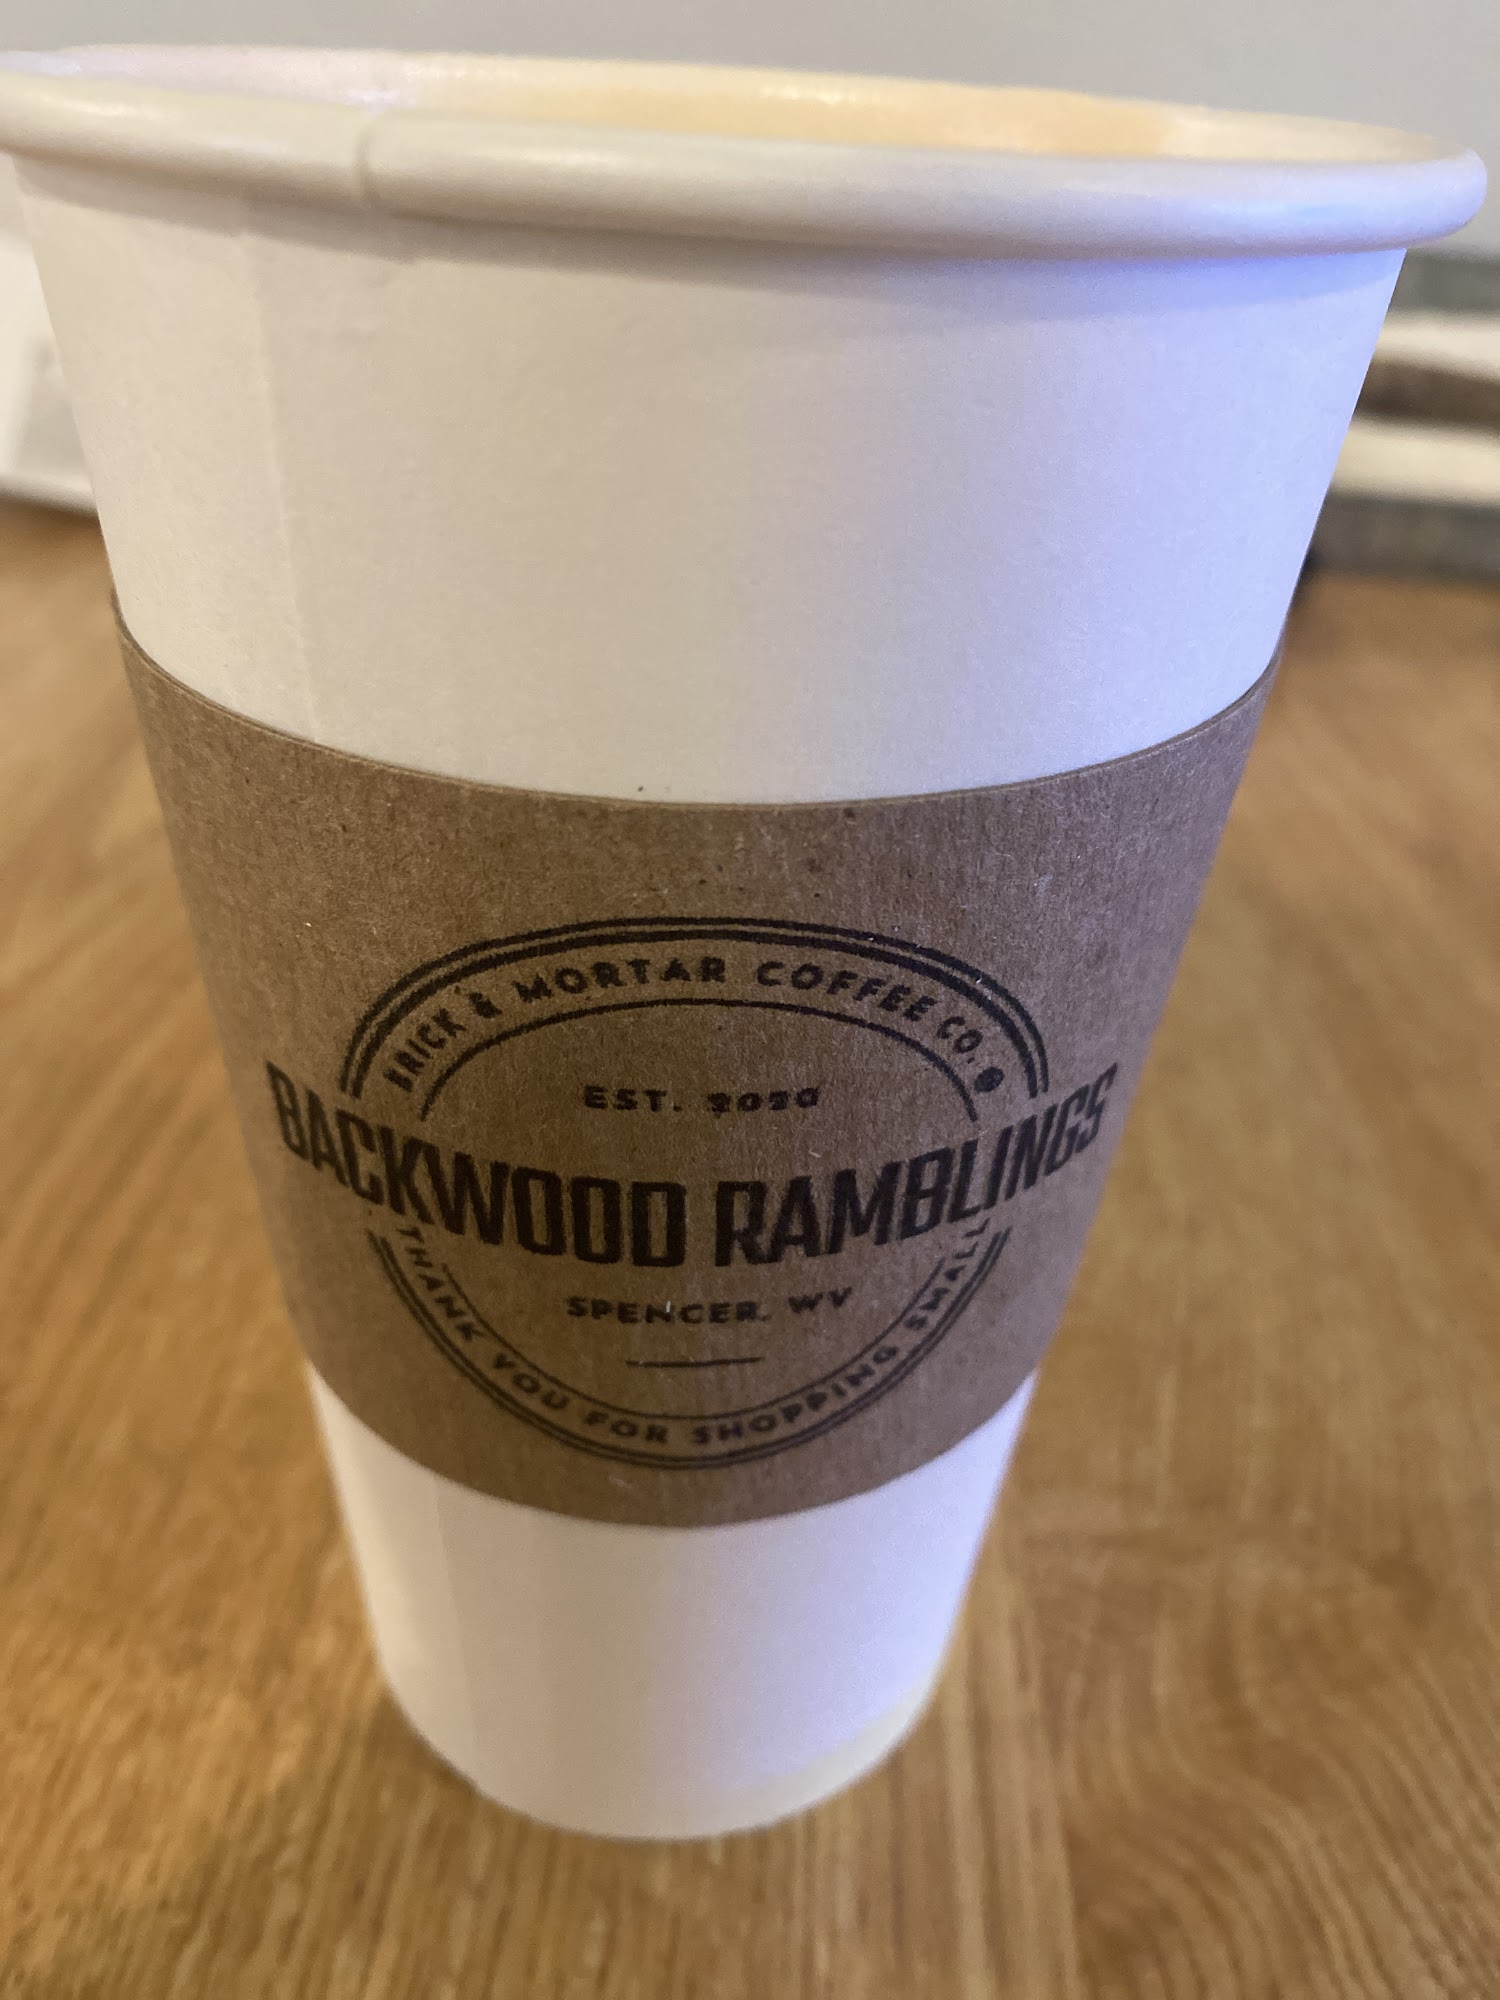 BRICK & MORTAR COFFEE CO.
EST. 2020
BACKWOOD RAMBLINGS
SPENCER, WV
THANK YOU FOR SHOPPING SMALL